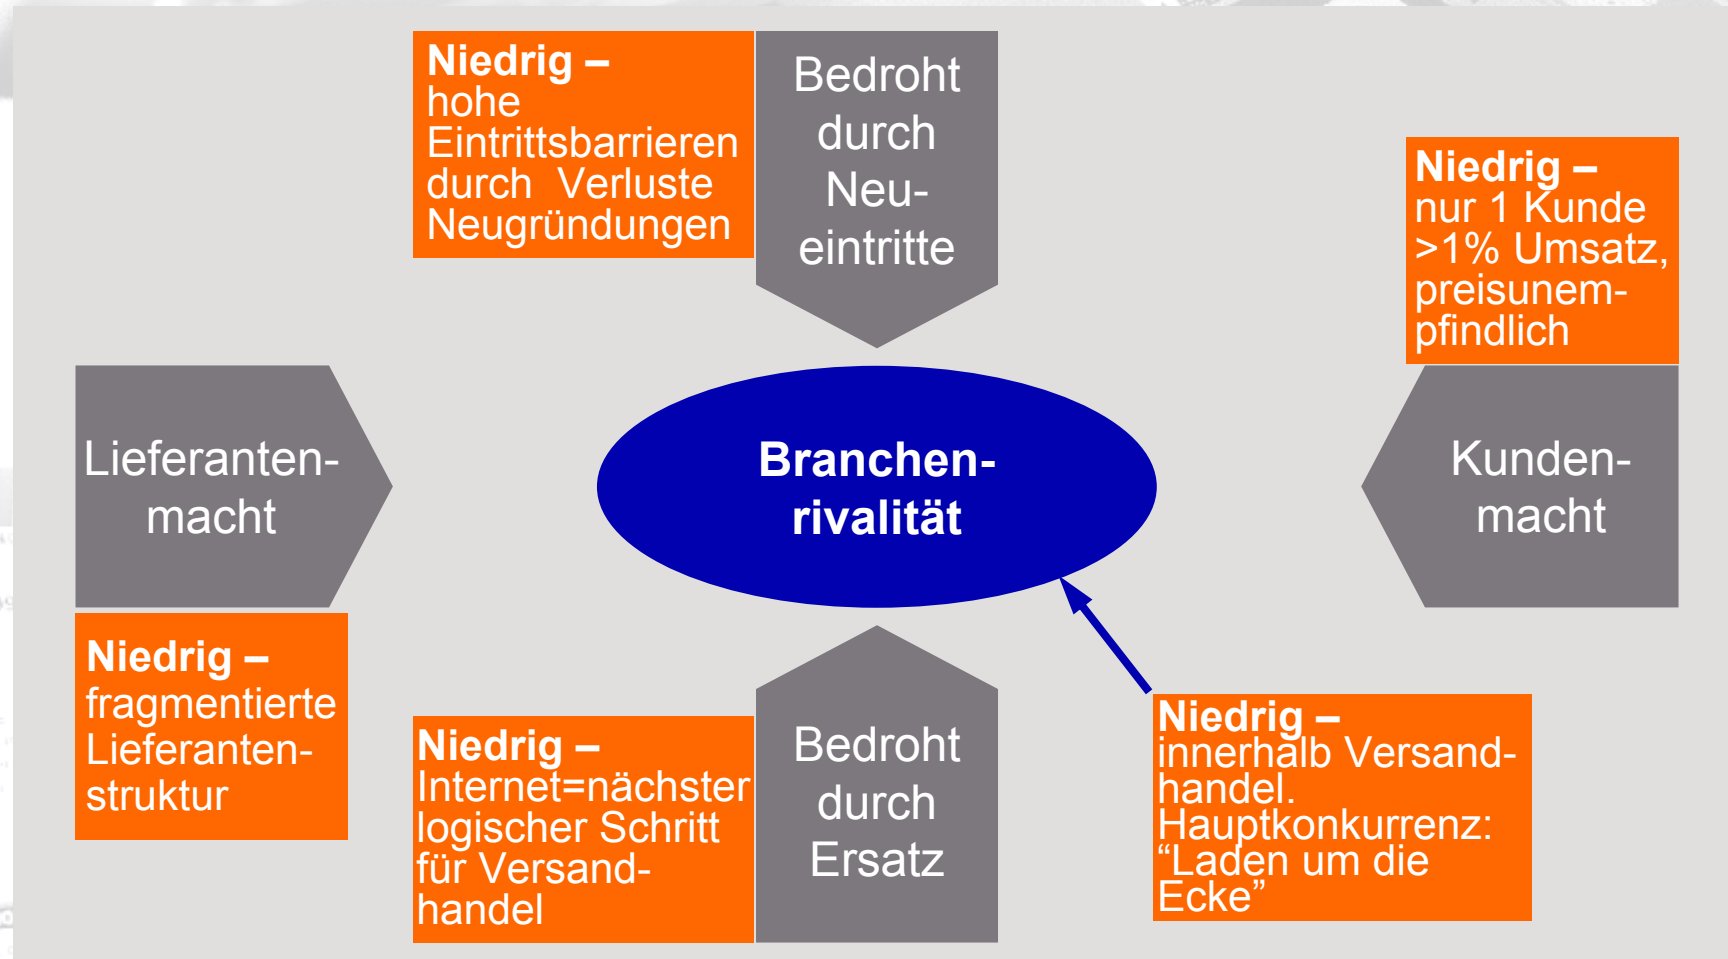 Niedrig –
hohe
Eintrittsbarrieren
durch  Verluste
Neugründungen
Bedroht
durch
Neu-
eintritte
Niedrig –
nur 1 Kunde
>1% Umsatz,
preisunem-
pfindlich
Lieferanten-
macht
Branchen-
rivalität
Kunden-
macht
Niedrig –
fragmentierte
Lieferanten-
struktur
Niedrig –
Internet=nächster
logischer Schritt
für Versand-
handel
Bedroht
durch
Ersatz
Niedrig –
innerhalb Versand-
handel.
Hauptkonkurrenz:
“Laden um die
Ecke”